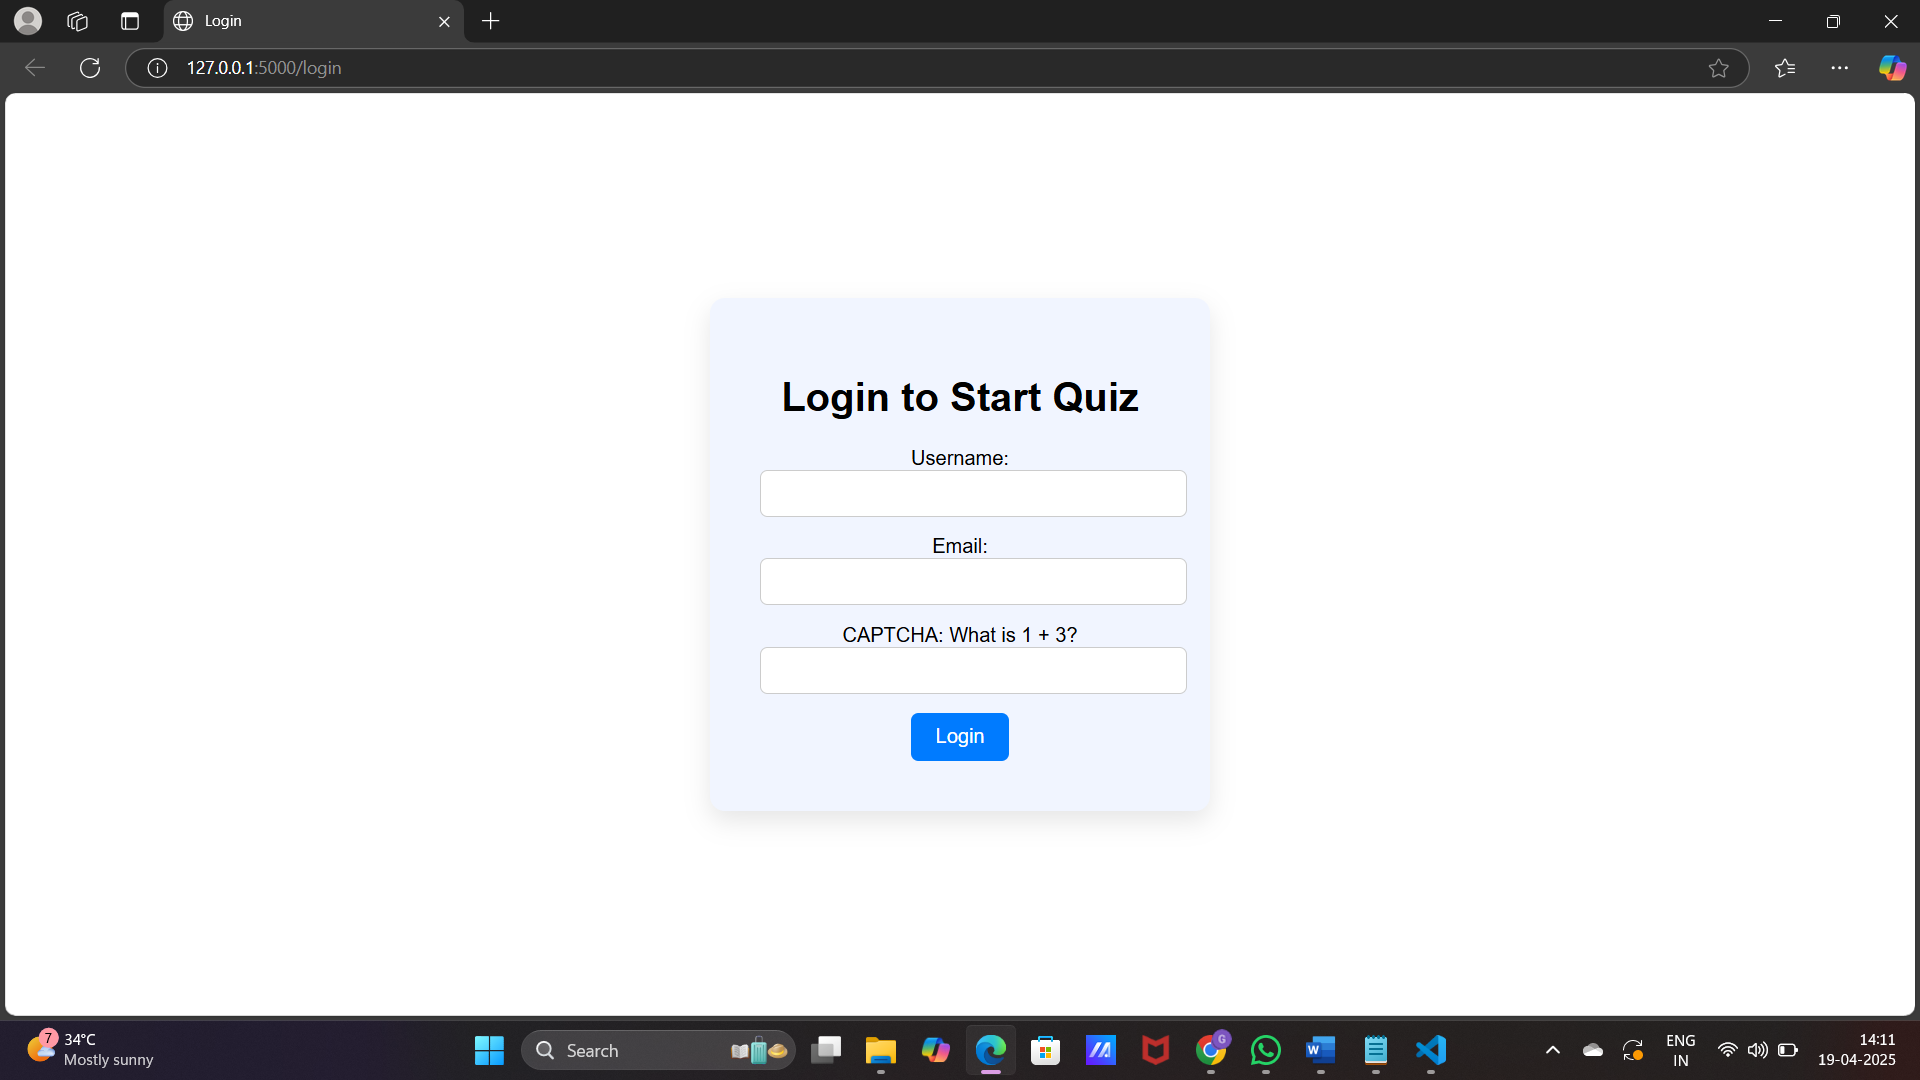 Login
127.0.0.1:5000/login
Login to Start Quiz
Username:
Email:
CAPTCHA: What is 1 + 3?
Login
7
34°C
Mostly sunny
Search
G
W
ENG
IN
14:11
19-04-2025